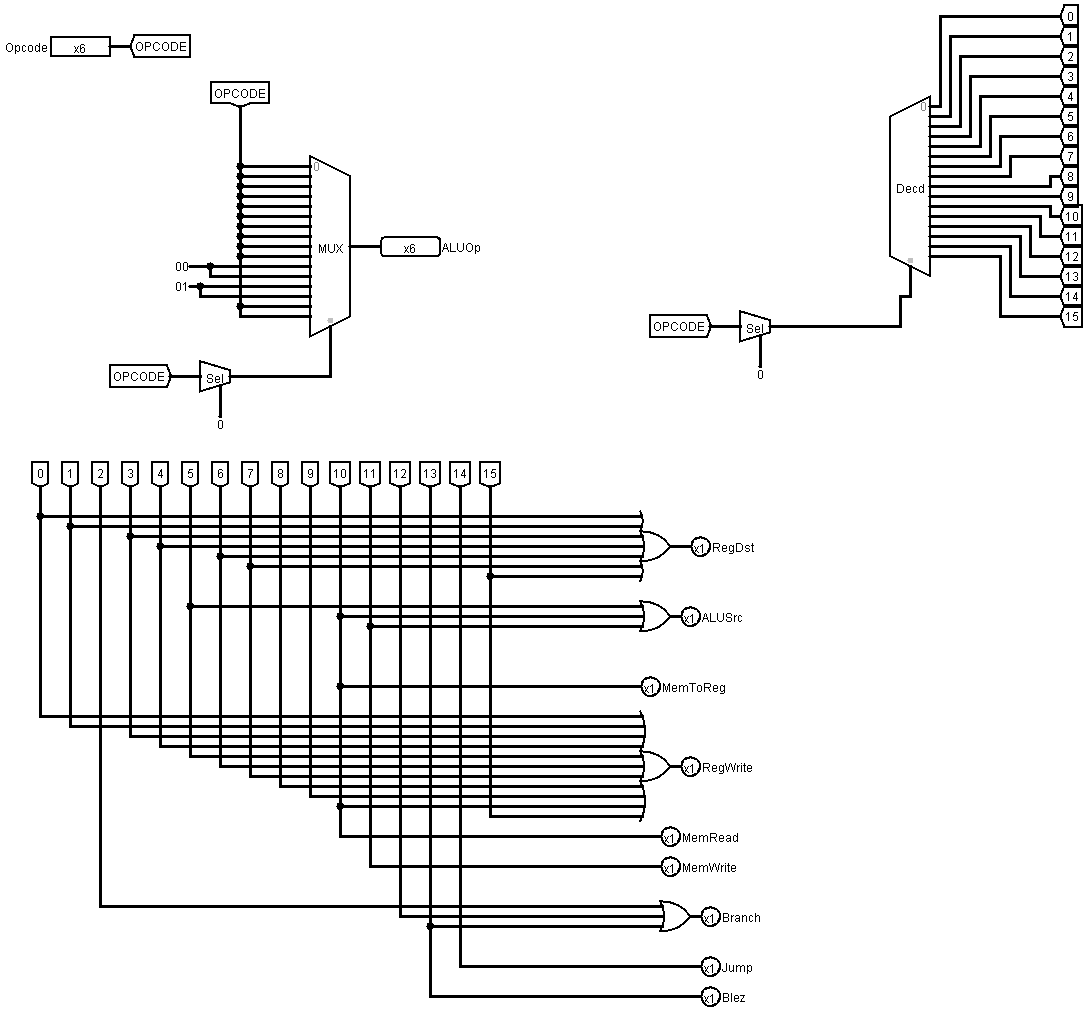 Opcode x6 OPCODE
OPCODE
0
MUX
x6 ALUOp
00
01
OPCODE Sel
0
0
Decd
0
1
2
3
4
5
6
7
8
9
10
11
12
13
14
15
OPCODE Sel
0
0 1 2 3 4 5 6 7 8 9 10 11 12 13 14 15
x1 RegDst
x1 ALUSrc
x1 MemToReg
x1 RegWrite
x1 MemRead
x1 MemWrite
x1 Branch
x1 Jump
x1 Blez